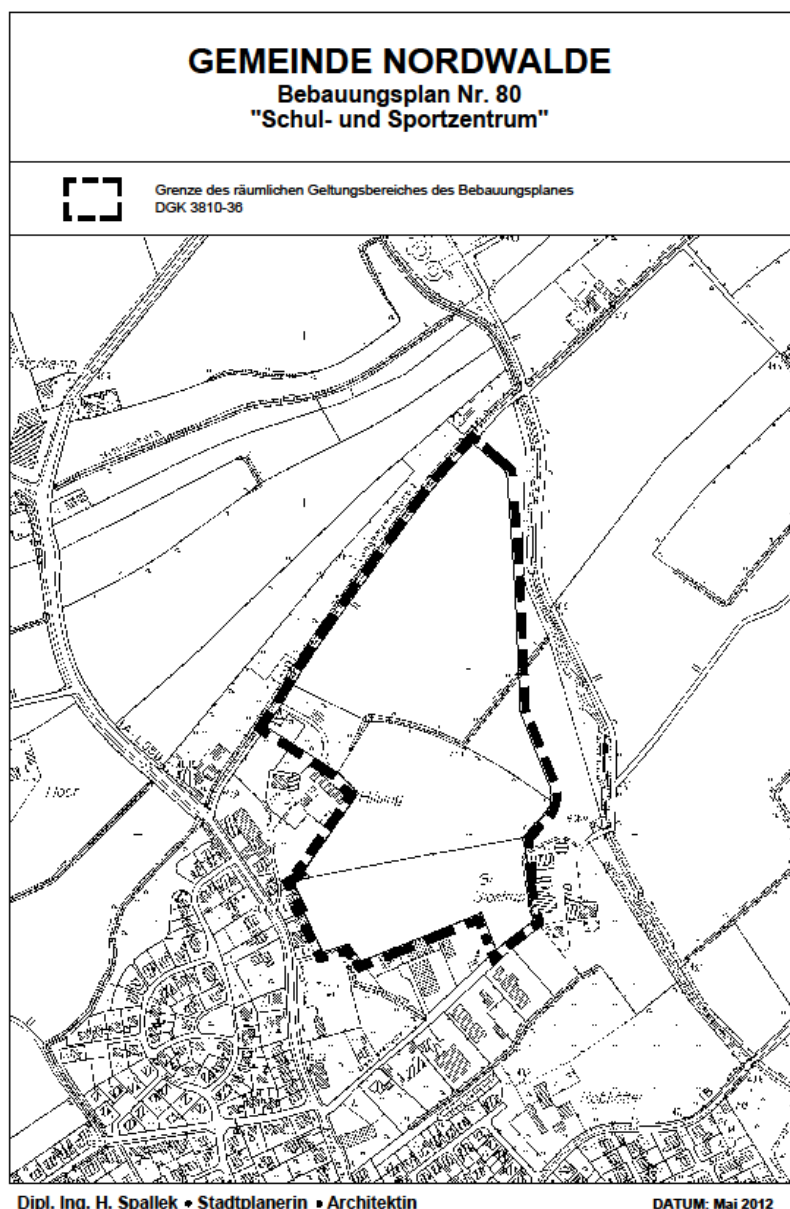 GEMEINDE NORDWALDE
Bebauungsplan Nr. 80
"Schul- und Sportzentrum"
Grenze des räumlichen Geltungsbereiches des Bebauungsplanes
DGK 3810-36
Dipl. Ing. H. Spallek • Stadtplanerin • Architektin
DATUM: Mai 2012